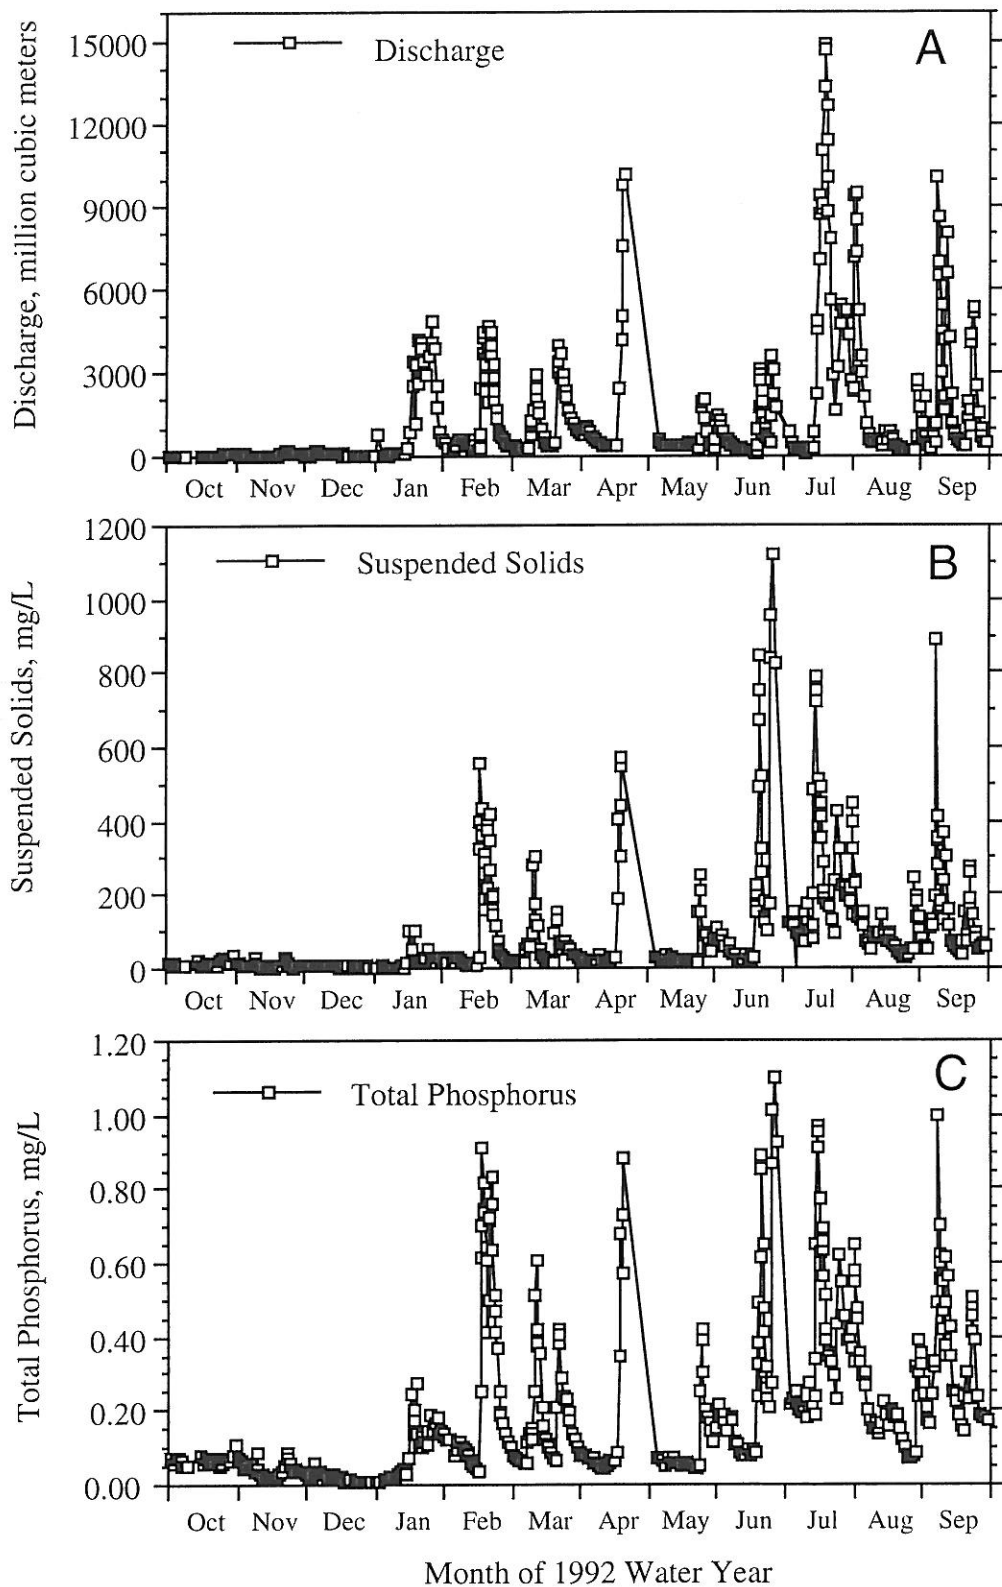 A
Discharge
Discharge, million cubic meters
15000
12000
9000
6000
3000
0
Oct Nov Dec Jan Feb Mar Apr May Jun Jul Aug Sep
B
Suspended Solids
Suspended Solids, mg/L
1200
1000
800
600
400
200
0
Oct Nov Dec Jan Feb Mar Apr May Jun Jul Aug Sep
C
Total Phosphorus
Total Phosphorus, mg/L
1.20
1.00
0.80
0.60
0.40
0.20
0.00
Oct Nov Dec Jan Feb Mar Apr May Jun Jul Aug Sep
Month of 1992 Water Year